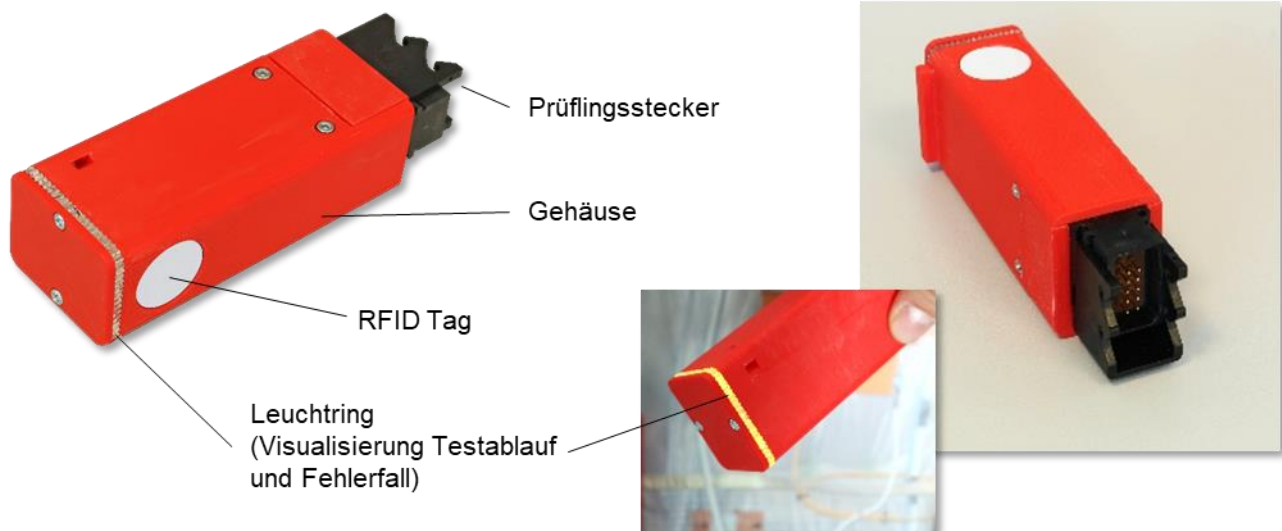 Prüflingsstecker
Gehäuse
RFID Tag
Leuchtring
(Visualisierung Testablauf
und Fehlerfall)